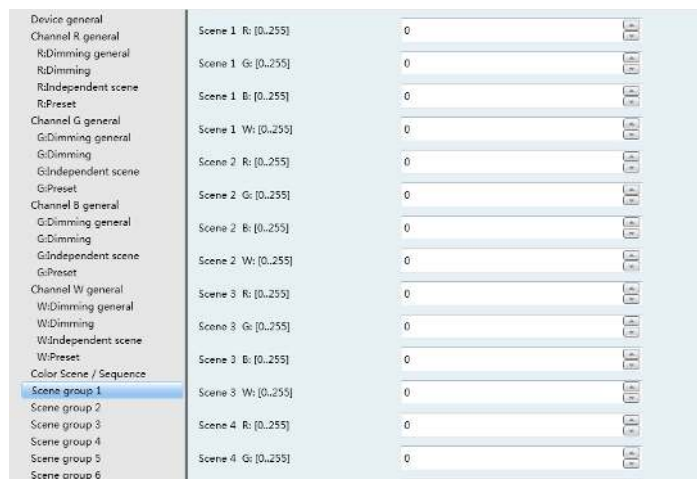 Device general
Channel R general
R:Dimming general
R:Dimming
R:Independent scene
R:Preset
Channel G general
G:Dimming general
G:Dimming
G:Independent scene
G:Preset
Channel B general
G:Dimming general
G:Dimming
G:Independent scene
G:Preset
Channel W general
W:Dimming general
W:Dimming
W:Independent scene
W:Preset
Color Scene / Sequence
Scene group 1
Scene group 2
Scene group 3
Scene group 4
Scene group 5
Scene group 6
Scene 1 R: [0..255] 0
Scene 1 G: [0..255] 0
Scene 1 B: [0..255] 0
Scene 1 W: [0..255] 0
Scene 2 R: [0..255] 0
Scene 2 G: [0..255] 0
Scene 2 B: [0..255] 0
Scene 2 W: [0..255] 0
Scene 3 R: [0..255] 0
Scene 3 G: [0..255] 0
Scene 3 B: [0..255] 0
Scene 3 W: [0..255] 0
Scene 4 R: [0..255] 0
Scene 4 G: [0..255] 0